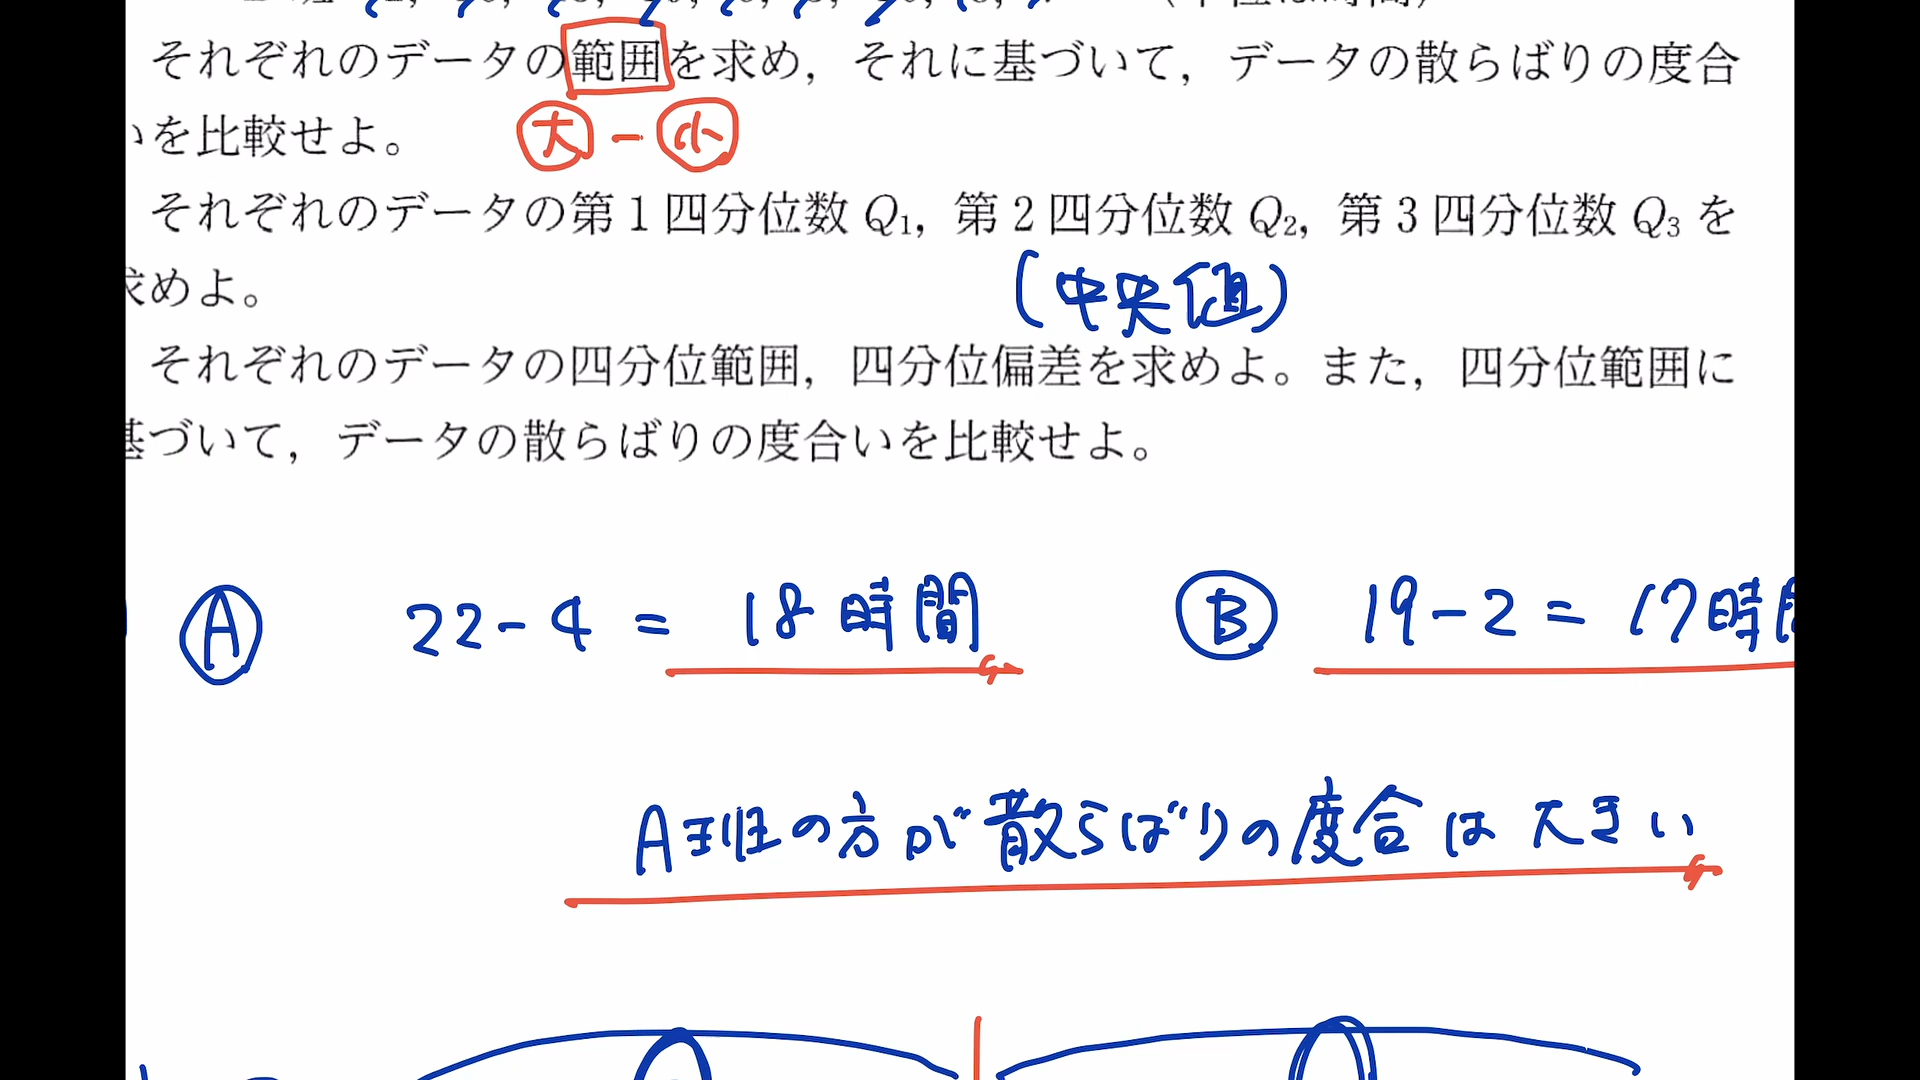 それぞれのデータの範囲を求め，それに基づいて，データの散らばりの度合
いを比較せよ。
大 − 小
それぞれのデータの第1四分位数 Q₁，第2四分位数 Q₂，第3四分位数 Q₃ を
求めよ。
(中央値)
それぞれのデータの四分位範囲，四分位偏差を求めよ。また，四分位範囲に
基づいて，データの散らばりの度合いを比較せよ。
A 22-4 = 18時間
B 19-2 = 17時間
A班の方が散らばりの度合は大きい